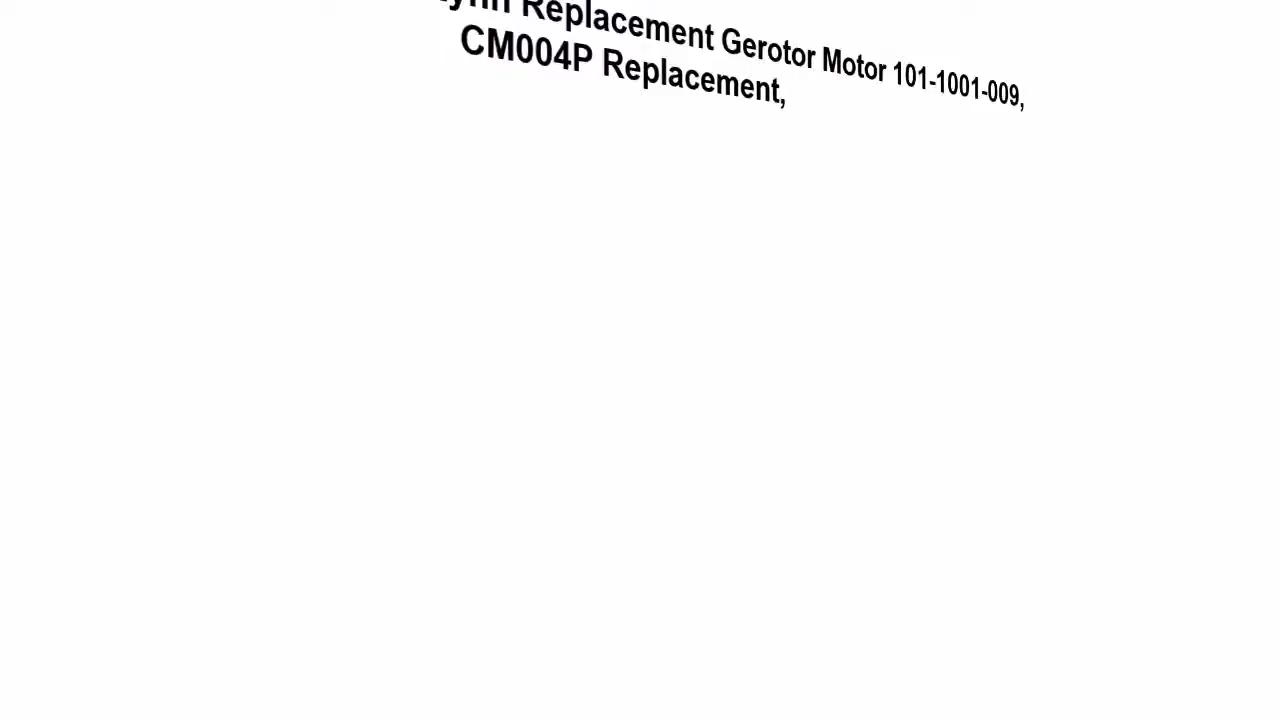 Replacement Gerotor Motor 101-1001-009,
CM004P Replacement,